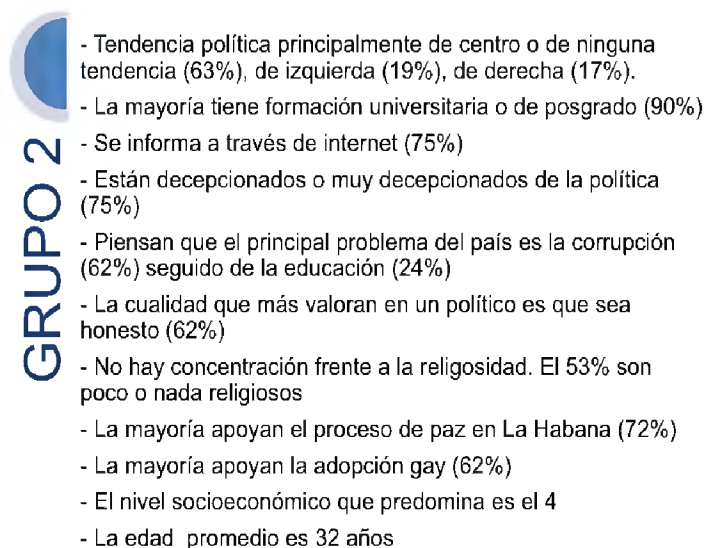 GRUPO 2
- Tendencia política principalmente de centro o de ninguna
tendencia (63%), de izquierda (19%), de derecha (17%).
- La mayoría tiene formación universitaria o de posgrado (90%)
- Se informa a través de internet (75%)
- Están decepcionados o muy decepcionados de la política
(75%)
- Piensan que el principal problema del país es la corrupción
(62%) seguido de la educación (24%)
- La cualidad que más valoran en un político es que sea
honesto (62%)
- No hay concentración frente a la religosidad. El 53% son
poco o nada religiosos
- La mayoría apoyan el proceso de paz en La Habana (72%)
- La mayoría apoyan la adopción gay (62%)
- El nivel socioeconómico que predomina es el 4
- La edad promedio es 32 años